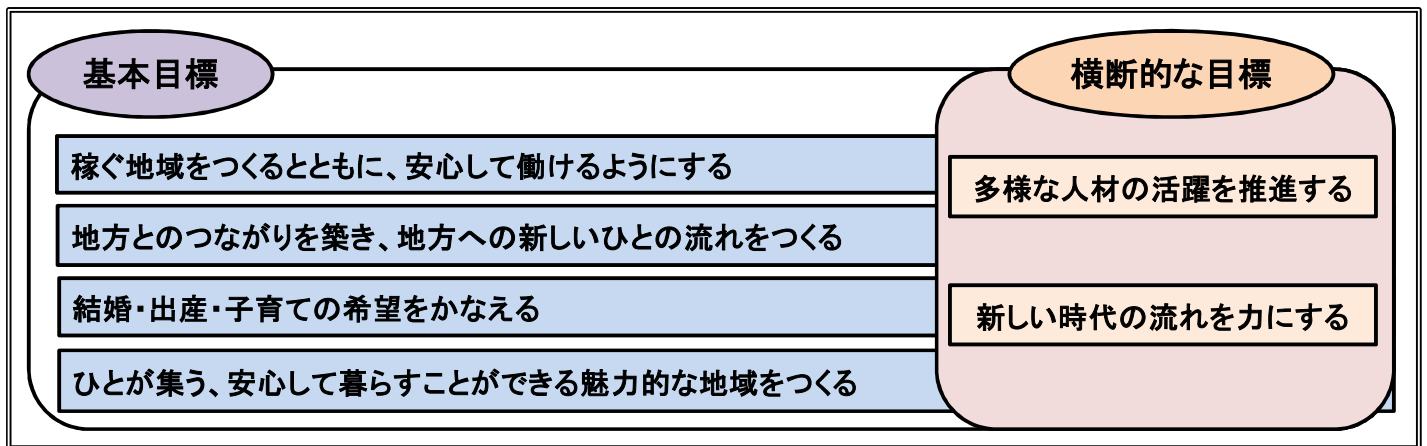 基本目標
稼ぐ地域をつくるとともに、安心して働けるようにする
地方とのつながりを築き、地方への新しいひとの流れをつくる
結婚・出産・子育ての希望をかなえる
ひとが集う、安心して暮らすことができる魅力的な地域をつくる
横断的な目標
多様な人材の活躍を推進する
新しい時代の流れを力にする